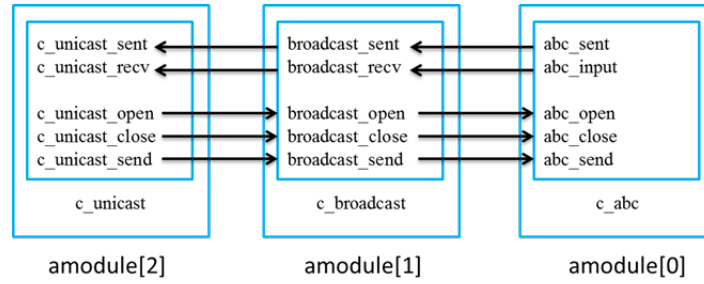 c_unicast_sent broadcast_sent abc_sent
c_unicast_recv broadcast_recv abc_input
c_unicast_open broadcast_open abc_open
c_unicast_close broadcast_close abc_close
c_unicast_send broadcast_send abc_send
c_unicast c_broadcast c_abc
amodule[2] amodule[1] amodule[0]